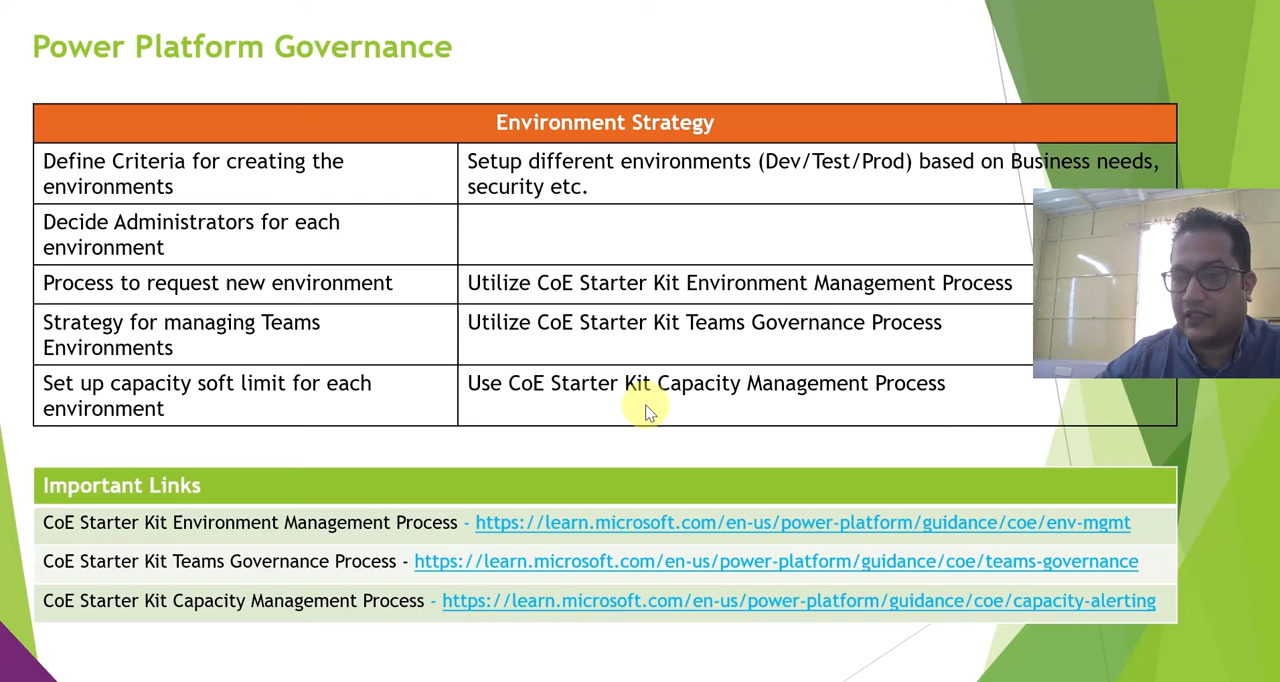 Power Platform Governance
Environment Strategy
Define Criteria for creating the
environments
Setup different environments (Dev/Test/Prod) based on Business needs,
security etc.
Decide Administrators for each
environment
Process to request new environment
Utilize CoE Starter Kit Environment Management Process
Strategy for managing Teams
Environments
Utilize CoE Starter Kit Teams Governance Process
Set up capacity soft limit for each
environment
Use CoE Starter Kit Capacity Management Process
Important Links
CoE Starter Kit Environment Management Process - https://learn.microsoft.com/en-us/power-platform/guidance/coe/env-mgmt
CoE Starter Kit Teams Governance Process - https://learn.microsoft.com/en-us/power-platform/guidance/coe/teams-governance
CoE Starter Kit Capacity Management Process - https://learn.microsoft.com/en-us/power-platform/guidance/coe/capacity-alerting